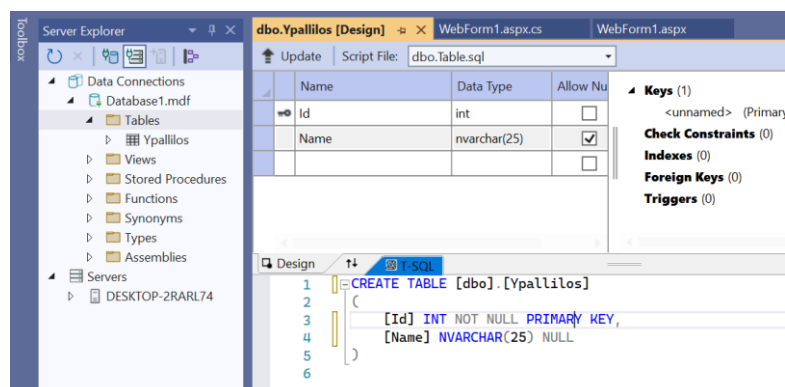 Toolbox
Server Explorer
Data Connections
Database1.mdf
Tables
Ypallilos
Views
Stored Procedures
Functions
Synonyms
Types
Assemblies
Servers
DESKTOP-2RARL74
dbo.Ypallilos [Design] WebForm1.aspx.cs WebForm1.aspx
Update Script File: dbo.Table.sql
Name Data Type Allow Nu
Id int
Name nvarchar(25)
Keys (1)
<unnamed> (Primary
Check Constraints (0)
Indexes (0)
Foreign Keys (0)
Triggers (0)
Design T-SQL
1 CREATE TABLE [dbo].[Ypallilos]
2 (
3 [Id] INT NOT NULL PRIMARY KEY,
4 [Name] NVARCHAR(25) NULL
5 )
6